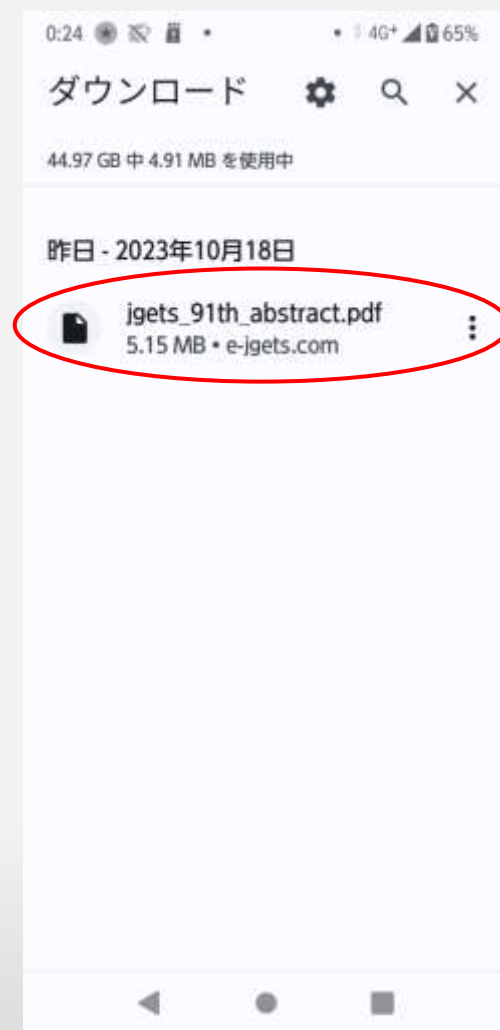 0:24
4G+ 65%
ダウンロード
44.97 GB 中 4.91 MB を使用中
昨日 - 2023年10月18日
jgets_91th_abstract.pdf
5.15 MB • e-jgets.com